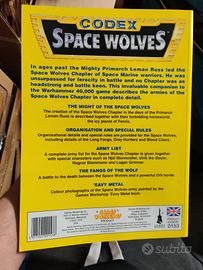 CODEX
SPACE WOLVES
In ages past the Mighty Primarch Leman Russ led the
Space Wolves Chapter of Space Marine warriors. He was
unsurpassed for ferocity in battle and no Chapter was as
headstrong and battle keen. This invaluable companion to
the Warhammer 40,000 game describes the armies of the
Space Wolves Chapter in complete detail.
THE MIGHT OF THE SPACE WOLVES
The creation of the Space Wolves Chapter in the days of the Primarch
Leman Russ is described together with their forbidding homeworld
the icy planet of Fenris.
ORGANISATION AND SPECIAL RULES
Organisational details and special rules are provided for the Space Wolves,
including details of the Long Fangs, Grey Hunters and Blood Claws.
ARMY LIST
A complete army list for the Space Wolves Chapter is given together
with special characters such as Njal Stormcaller, Ulrik the Slayer,
Ragnar Blackmane and Logan Grimnar.
THE FANGS OF THE WOLF
A battle to the death between the Space Wolves and a powerful Ork horde.
'EAVY METAL
Colour photographs of the Space Wolves army painted by the
Games Workshop 'Eavy Metal team.
0153
Subito.it